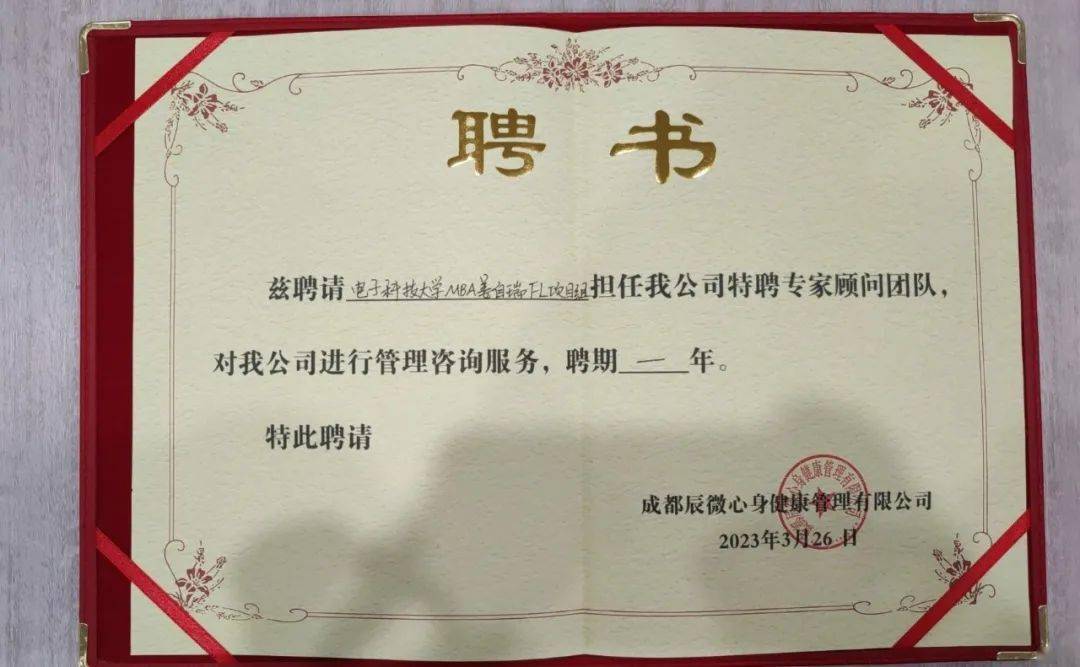 聘书
兹聘请电子科技大学MBA姜自瑞FL项目组担任我公司特聘专家顾问团队，
对我公司进行管理咨询服务，聘期一年。
特此聘请
成都辰微心身健康管理有限公司
2023年3月26日